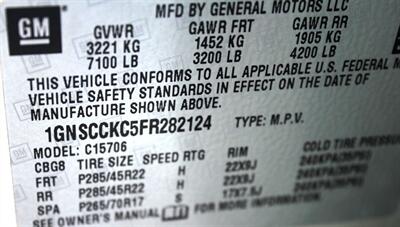 MFD BY GENERAL MOTORS LLC
GM
GVWR GAWR FRT GAWR RR
3221 KG 1452 KG 1905 KG
7100 LB 3200 LB 4200 LB
THIS VEHICLE CONFORMS TO ALL APPLICABLE U.S. FEDERAL M
VEHICLE SAFETY STANDARDS IN EFFECT ON THE DATE OF
MANUFACTURE SHOWN ABOVE.
1GNSCCKC5FR282124 TYPE: M.P.V.
MODEL: C15706
CBG8 TIRE SIZE SPEED RTG RIM COLD TIRE PRESSU
FRT P285/45R22 H 22X9J 240KPA(35PSI)
RR P285/45R22 H 22X9J 240KPA(35PSI)
SPA P265/70R17 S 17X7.5J
SEE OWNER'S MANUAL FOR MORE INFORMATION.